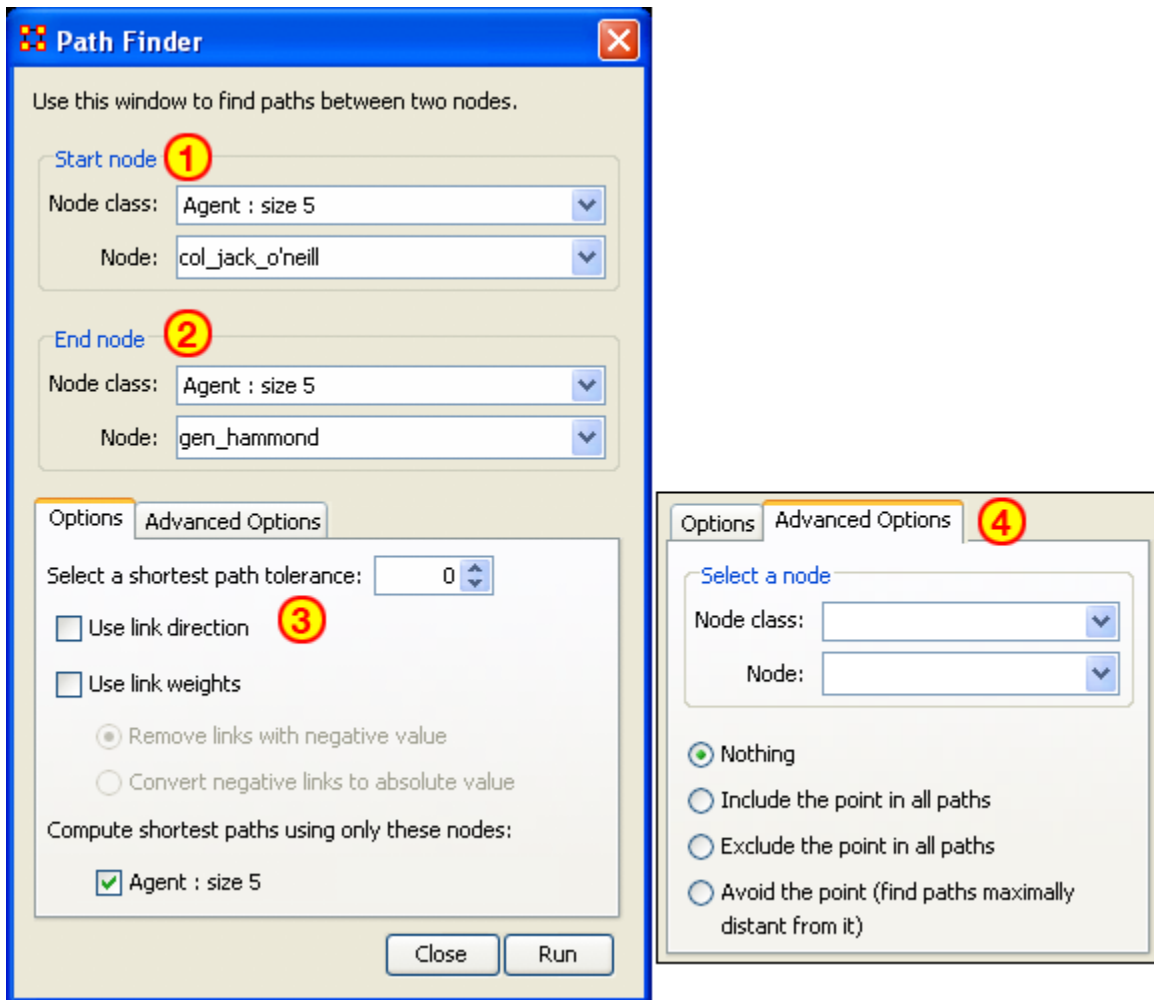 Path Finder
Use this window to find paths between two nodes.
Start node 1
Node class: Agent : size 5
Node: col_jack_o'neill
End node 2
Node class: Agent : size 5
Node: gen_hammond
Options Advanced Options
Select a shortest path tolerance: 0
Use link direction 3
Use link weights
Remove links with negative value
Convert negative links to absolute value
Compute shortest paths using only these nodes:
Agent : size 5
Close Run
Options Advanced Options 4
Select a node
Node class:
Node:
Nothing
Include the point in all paths
Exclude the point in all paths
Avoid the point (find paths maximally
distant from it)